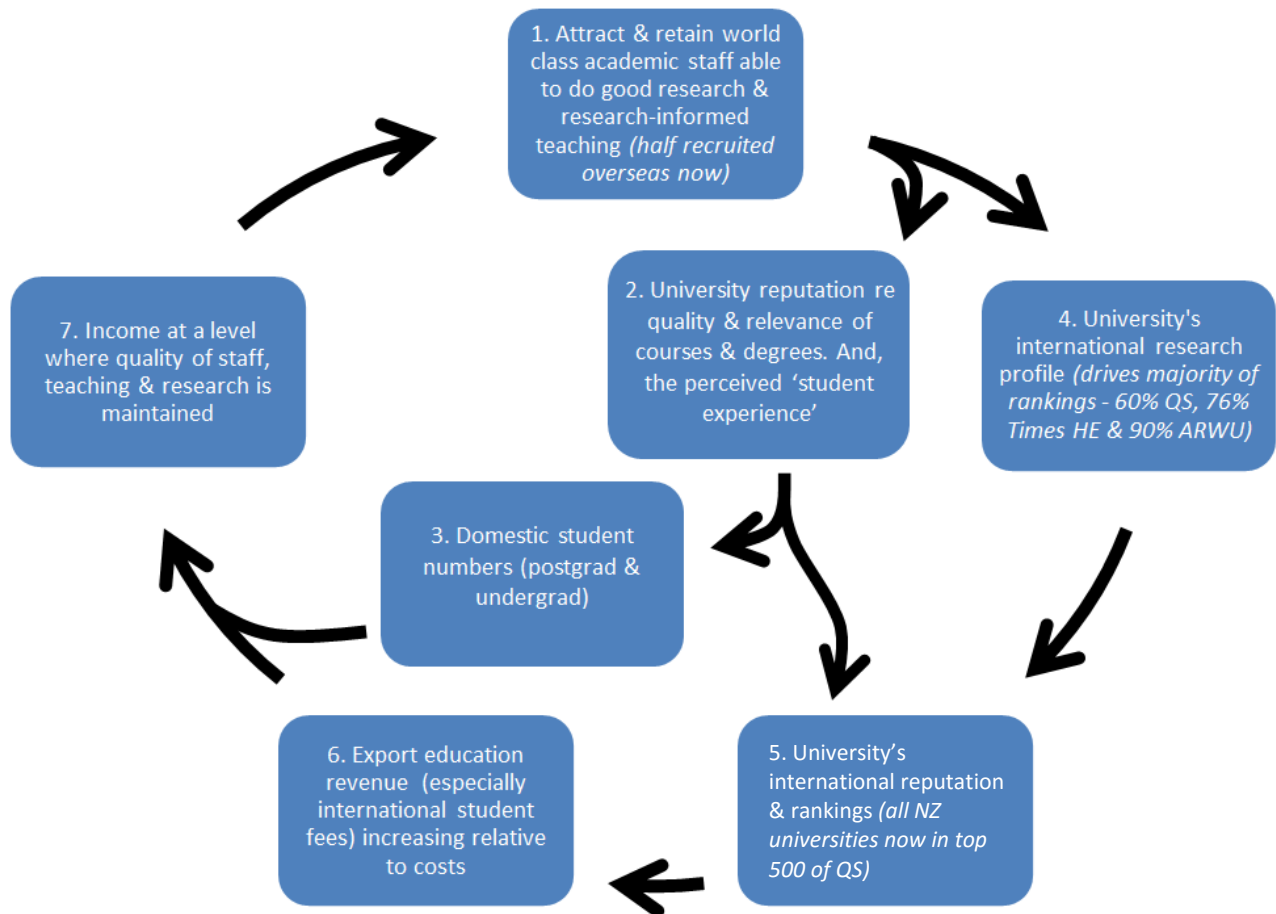 1. Attract & retain world
class academic staff able
to do good research &
research-informed
teaching (half recruited
overseas now)
2. University reputation re
quality & relevance of
courses & degrees. And,
the perceived ‘student
experience’
3. Domestic student
numbers (postgrad &
undergrad)
4. University's
international research
profile (drives majority of
rankings - 60% QS, 76%
Times HE & 90% ARWU)
5. University’s
international reputation
& rankings (all NZ
universities now in top
500 of QS)
6. Export education
revenue (especially
international student
fees) increasing relative
to costs
7. Income at a level
where quality of staff,
teaching & research is
maintained